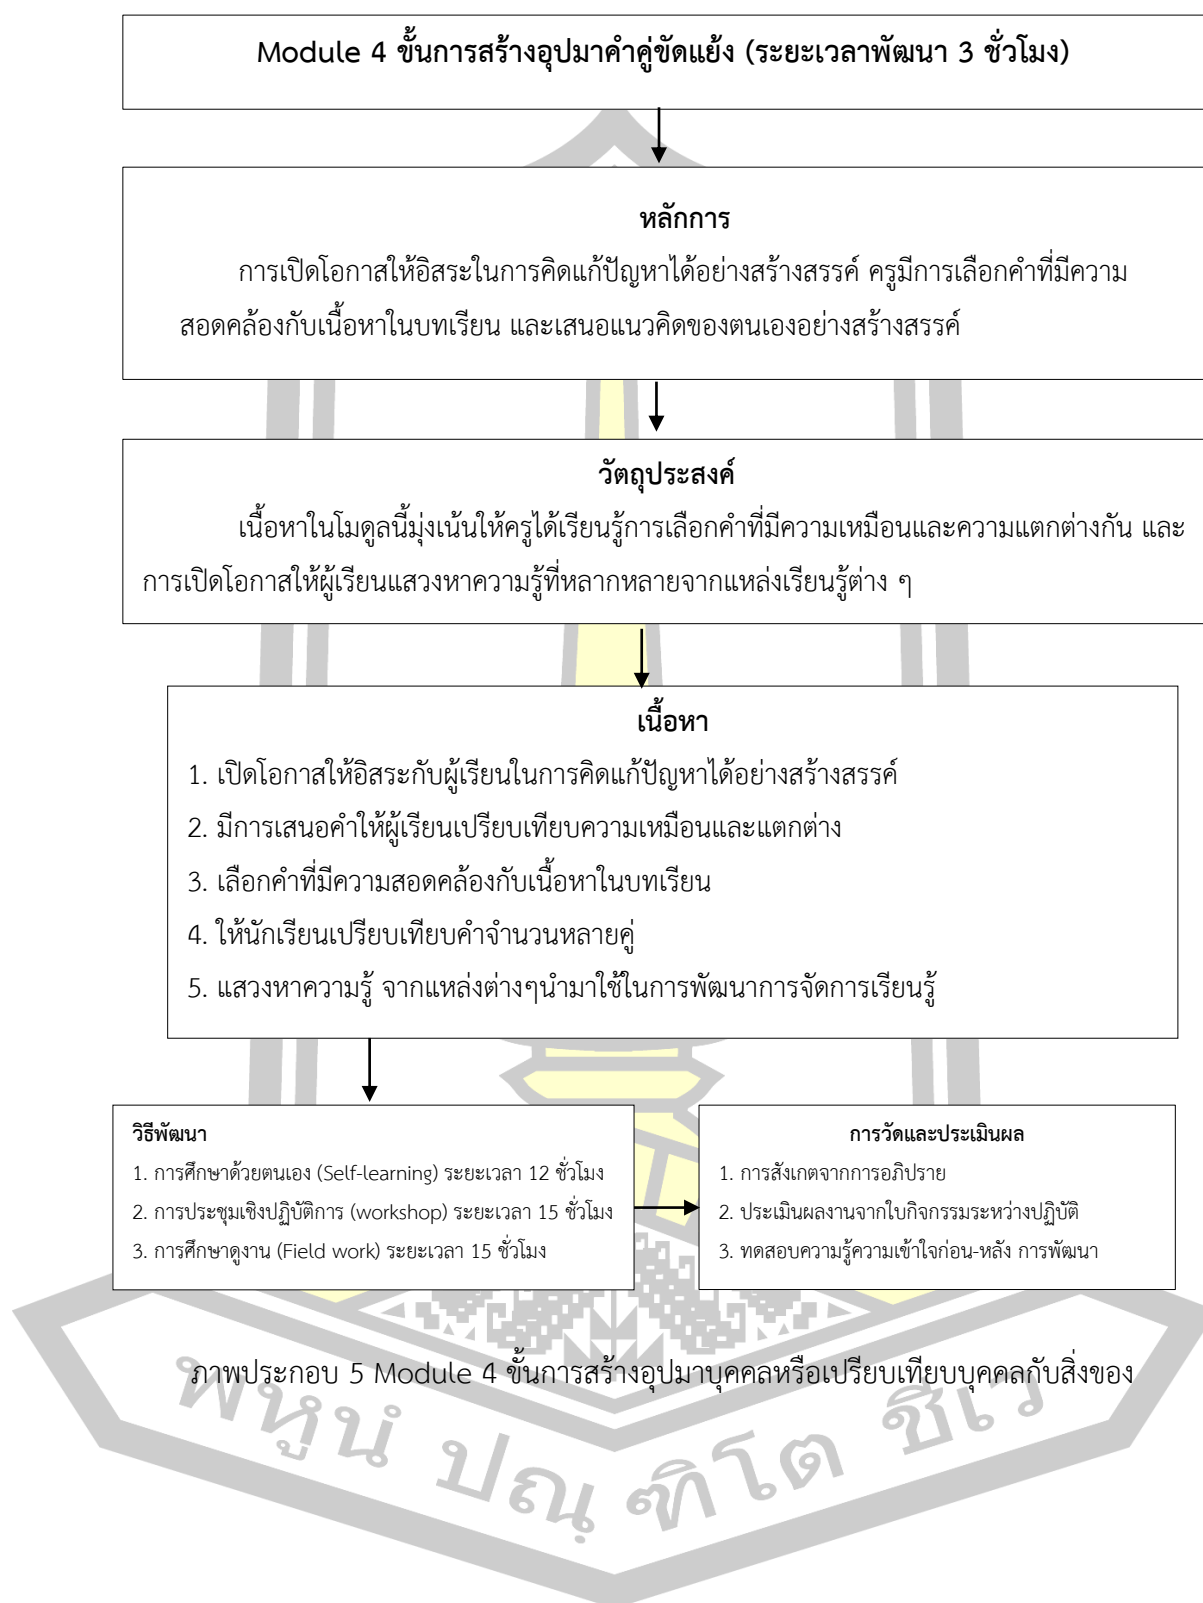 Module 4 ขั้นการสร้างอุปมาคำคู่ขัดแย้ง (ระยะเวลาพัฒนา 3 ชั่วโมง)
หลักการ
การเปิดโอกาสให้อิสระในการคิดแก้ปัญหาได้อย่างสร้างสรรค์ ครูมีการเลือกคำที่มีความ
สอดคล้องกับเนื้อหาในบทเรียน และเสนอแนวคิดของตนเองอย่างสร้างสรรค์
วัตถุประสงค์
เนื้อหาในโมดูลนี้มุ่งเน้นให้ครูได้เรียนรู้การเลือกคำที่มีความเหมือนและความแตกต่างกัน และ
การเปิดโอกาสให้ผู้เรียนแสวงหาความรู้ที่หลากหลายจากแหล่งเรียนรู้ต่าง ๆ
เนื้อหา
1. เปิดโอกาสให้อิสระกับผู้เรียนในการคิดแก้ปัญหาได้อย่างสร้างสรรค์
2. มีการเสนอคำให้ผู้เรียนเปรียบเทียบความเหมือนและแตกต่าง
3. เลือกคำที่มีความสอดคล้องกับเนื้อหาในบทเรียน
4. ให้นักเรียนเปรียบเทียบคำจำนวนหลายคู่
5. แสวงหาความรู้ จากแหล่งต่างๆนำมาใช้ในการพัฒนาการจัดการเรียนรู้
วิธีพัฒนา
1. การศึกษาด้วยตนเอง (Self-learning) ระยะเวลา 12 ชั่วโมง
2. การประชุมเชิงปฏิบัติการ (workshop) ระยะเวลา 15 ชั่วโมง
3. การศึกษาดูงาน (Field work) ระยะเวลา 15 ชั่วโมง
การวัดและประเมินผล
1. การสังเกตจากการอภิปราย
2. ประเมินผลงานจากใบกิจกรรมระหว่างปฏิบัติ
3. ทดสอบความรู้ความเข้าใจก่อน-หลัง การพัฒนา
ภาพประกอบ 5 Module 4 ขั้นการสร้างอุปมาบุคคลหรือเปรียบเทียบบุคคลกับสิ่งของ
พหูนํ ปณฺฑิโต ชีเว